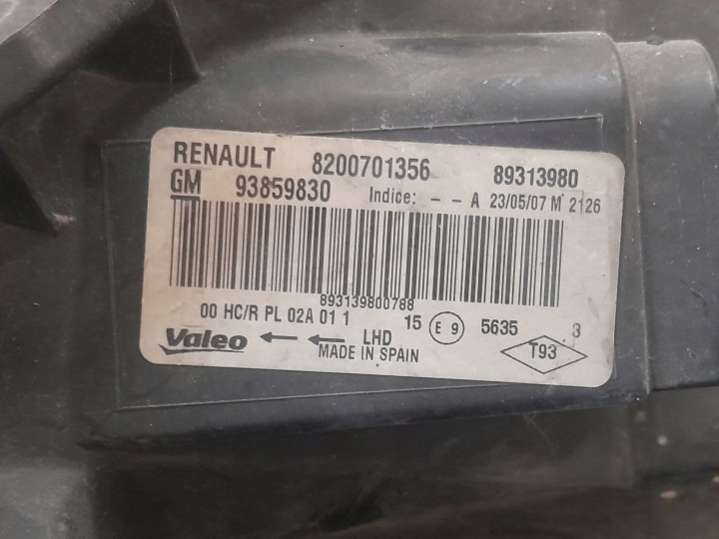 RENAULT 8200701356 89313980
GM 93859830 Indice: - - A 23/05/07 M 2126
893139800788
00 HC/R PL 02A 01 1 15 E 9 5635 3
Valeo LHD T93
MADE IN SPAIN